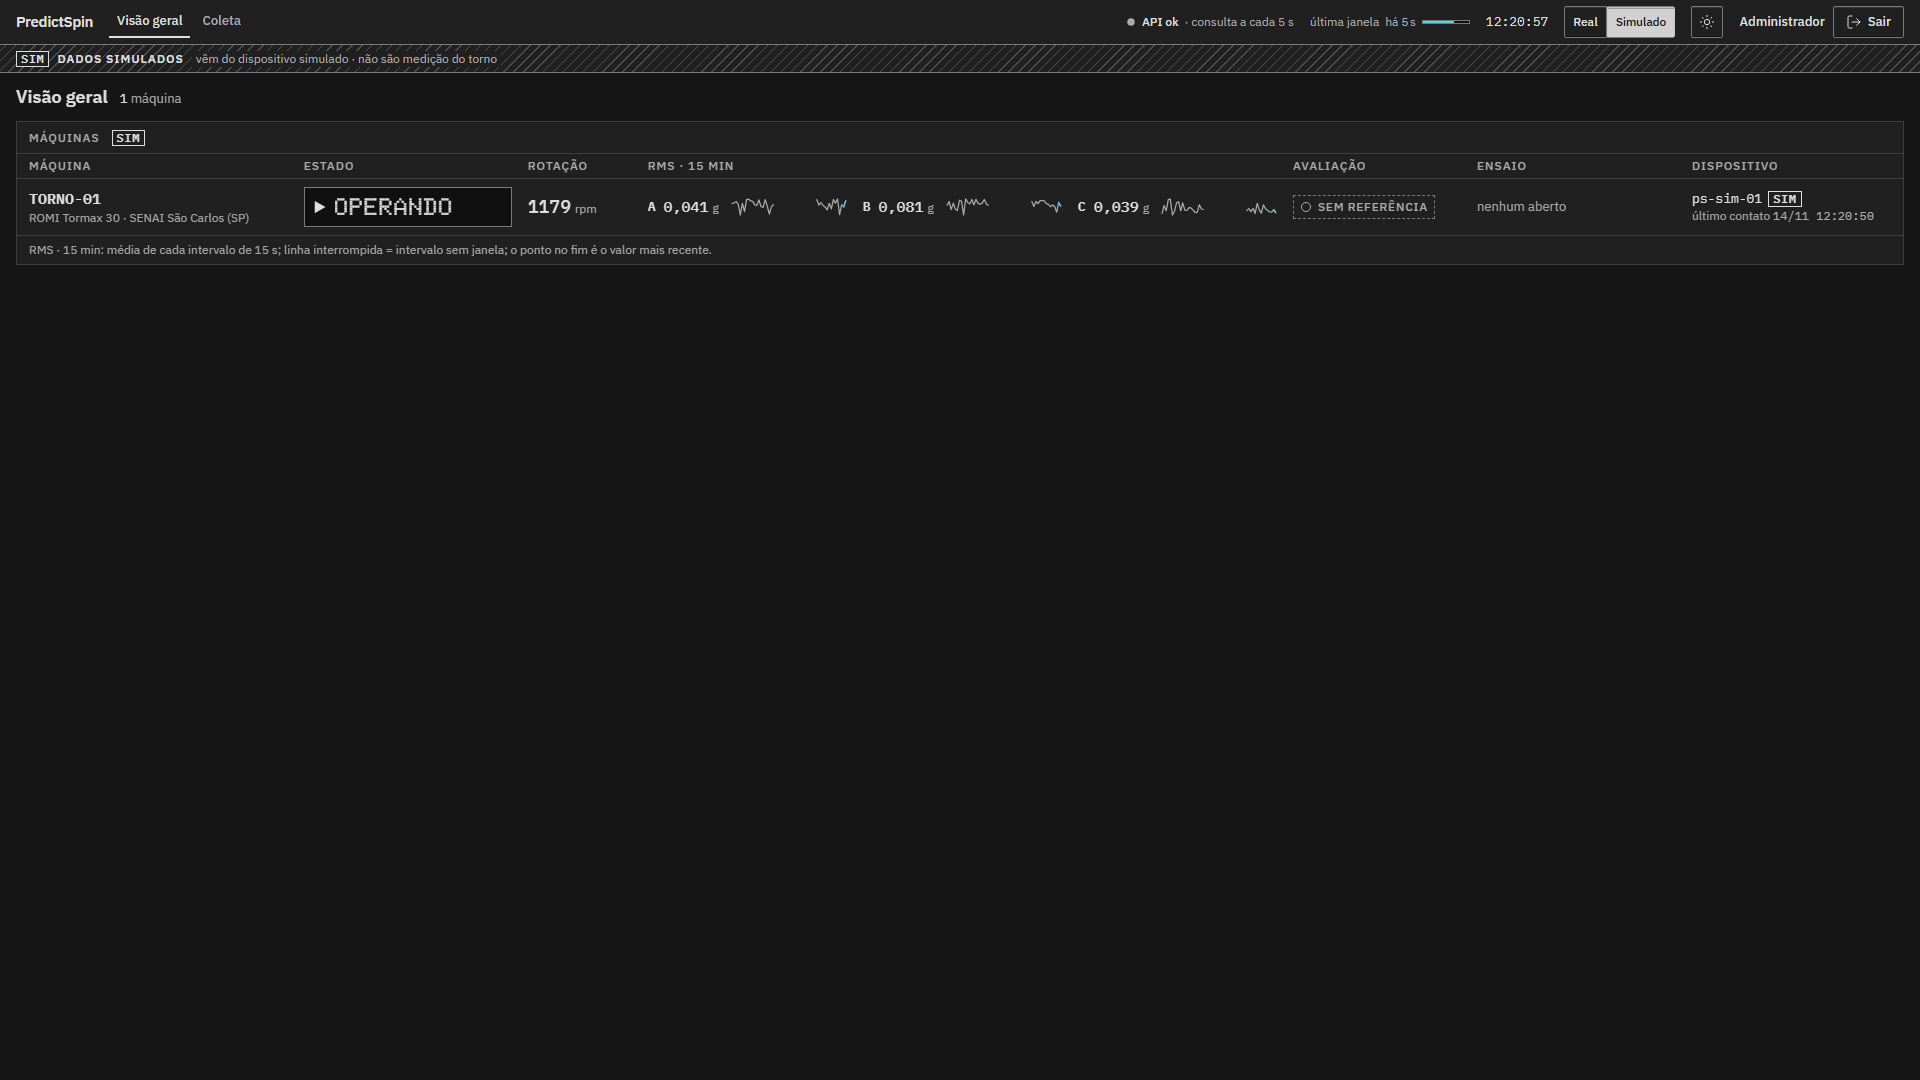 PredictSpin Visão geral Coleta API ok · consulta a cada 5 s última janela há 5 s 12:20:57 Real Simulado Administrador Sair
SIM DADOS SIMULADOS vêm do dispositivo simulado · não são medição do torno
Visão geral 1 máquina
MÁQUINAS SIM
MÁQUINA ESTADO ROTAÇÃO RMS · 15 MIN AVALIAÇÃO ENSAIO DISPOSITIVO
TORNO-01 OPERANDO 1179 rpm A 0,041 g B 0,081 g C 0,039 g SEM REFERÊNCIA nenhum aberto ps-sim-01 SIM
ROMI Tormax 30 · SENAI São Carlos (SP) último contato 14/11 12:20:50
RMS · 15 min: média de cada intervalo de 15 s; linha interrompida = intervalo sem janela; o ponto no fim é o valor mais recente.